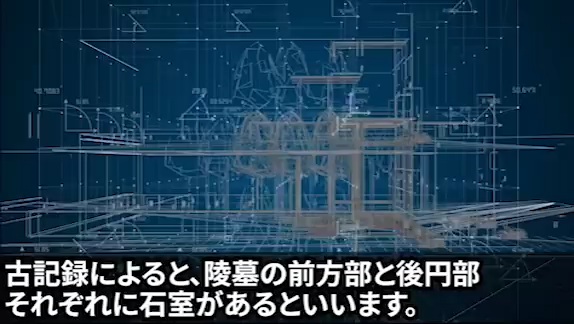 古記録によると、陵墓の前方部と後円部
それぞれに石室があるといいます。